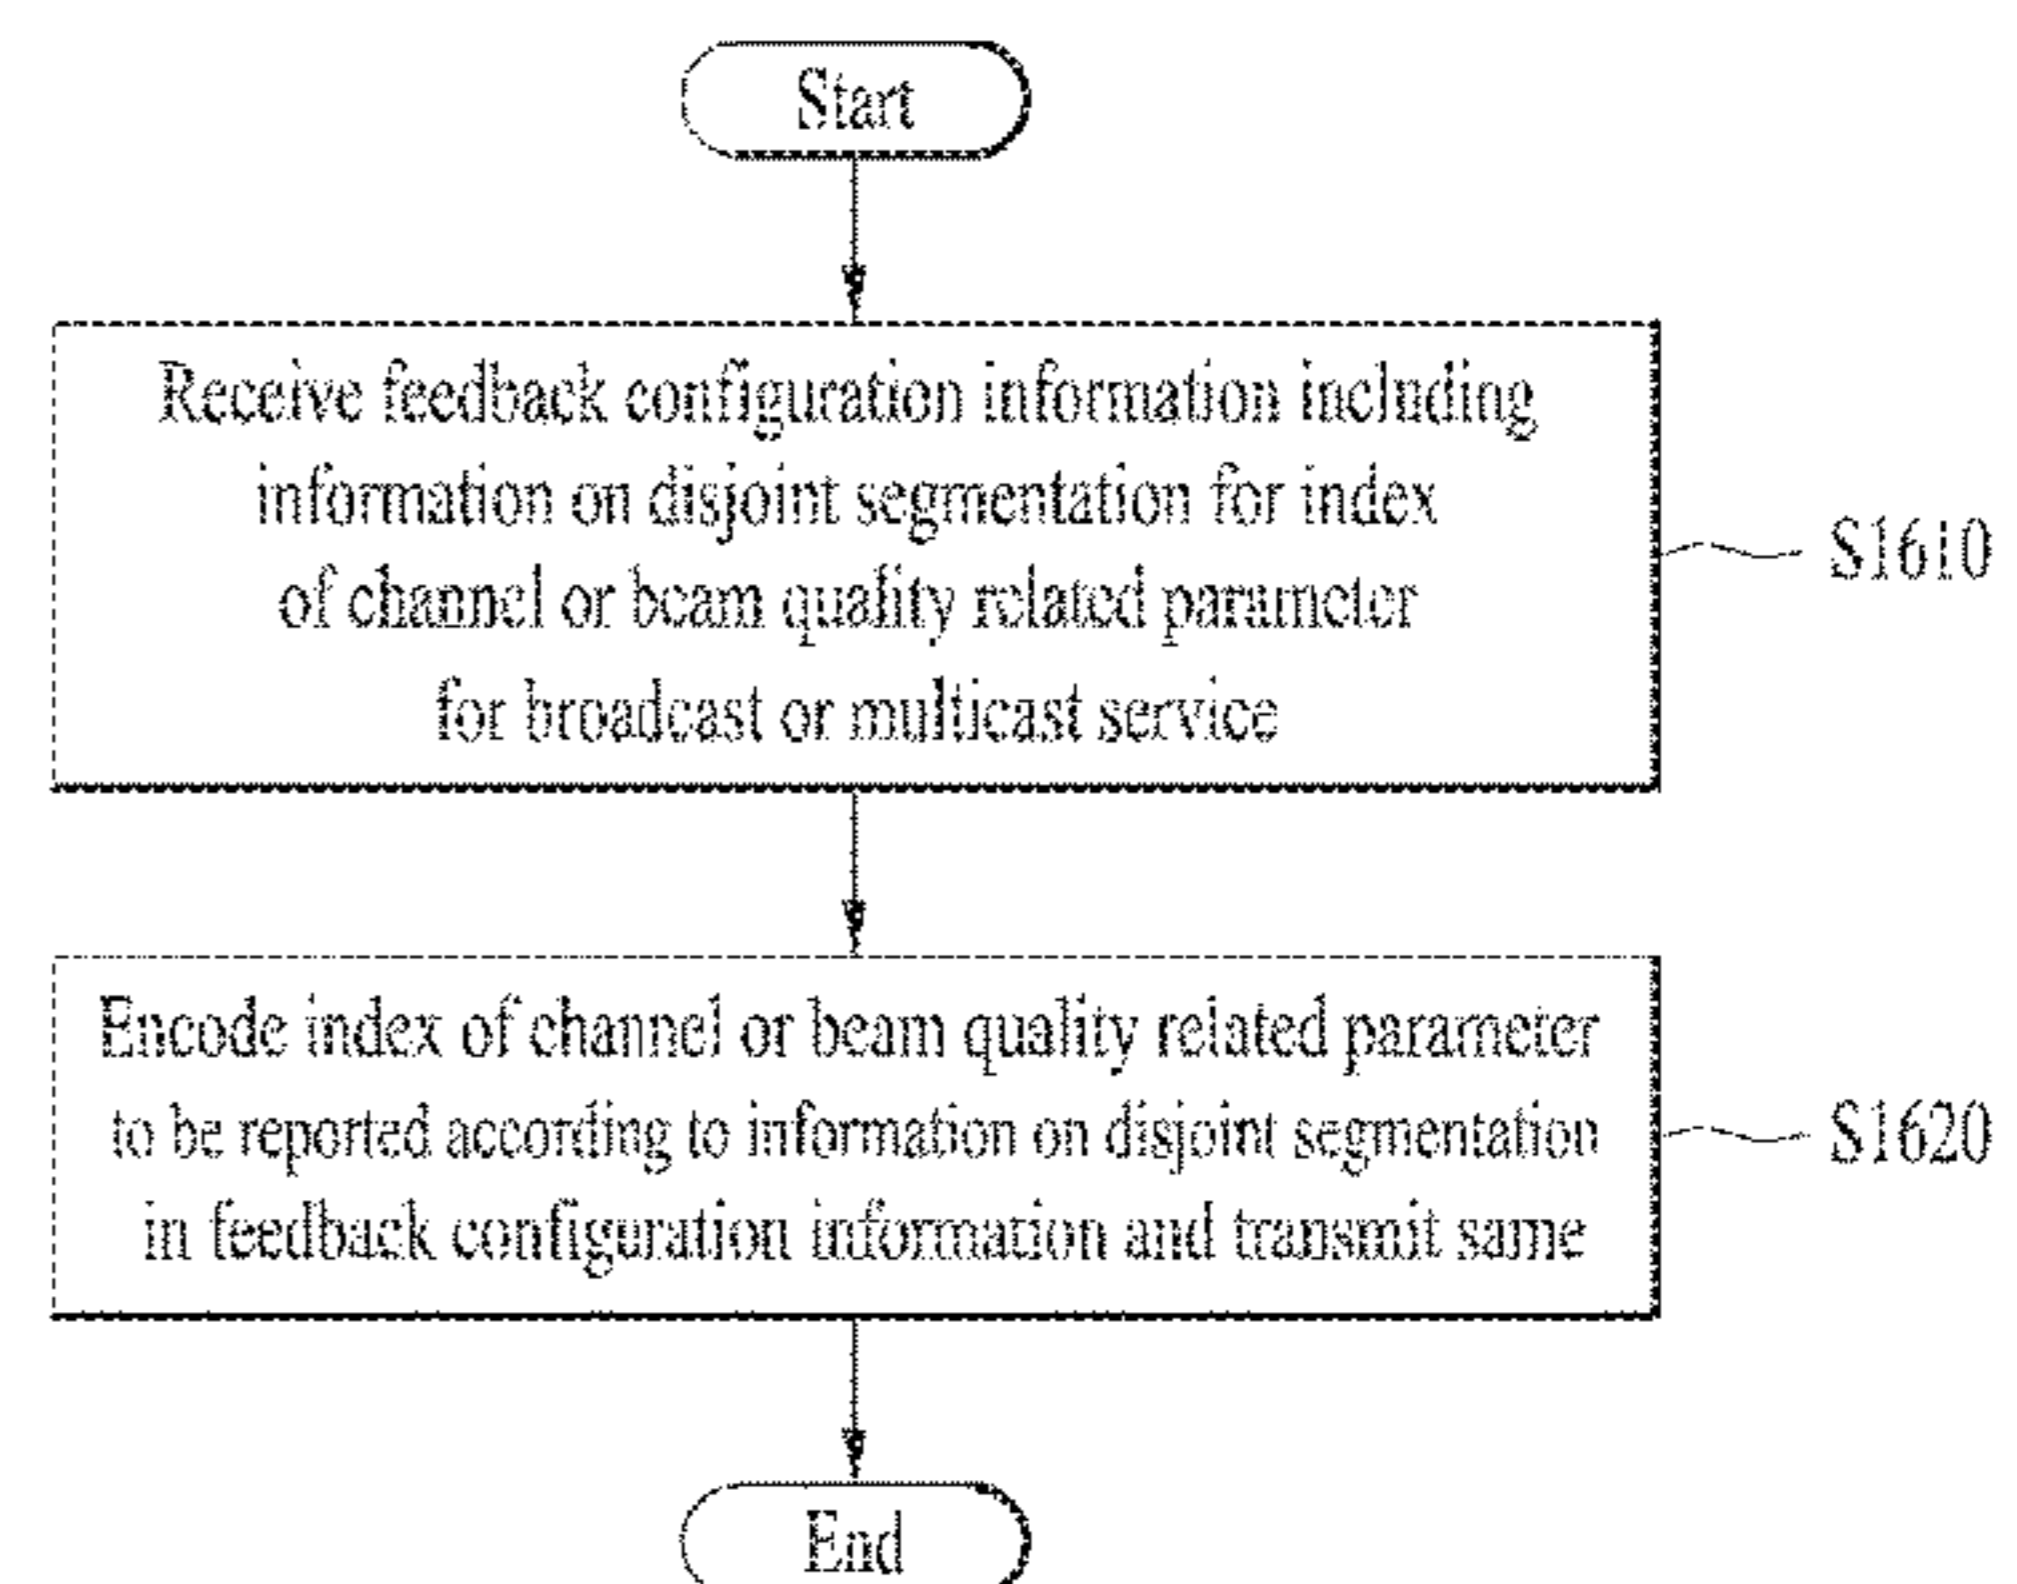 Start
Receive feedback configuration information including
information on disjoint segmentation for index
of channel or beam quality related parameter
for broadcast or multicast service
S1610
Encode index of channel or beam quality related parameter
to be reported according to information on disjoint segmentation
in feedback configuration information and transmit same
S1620
End